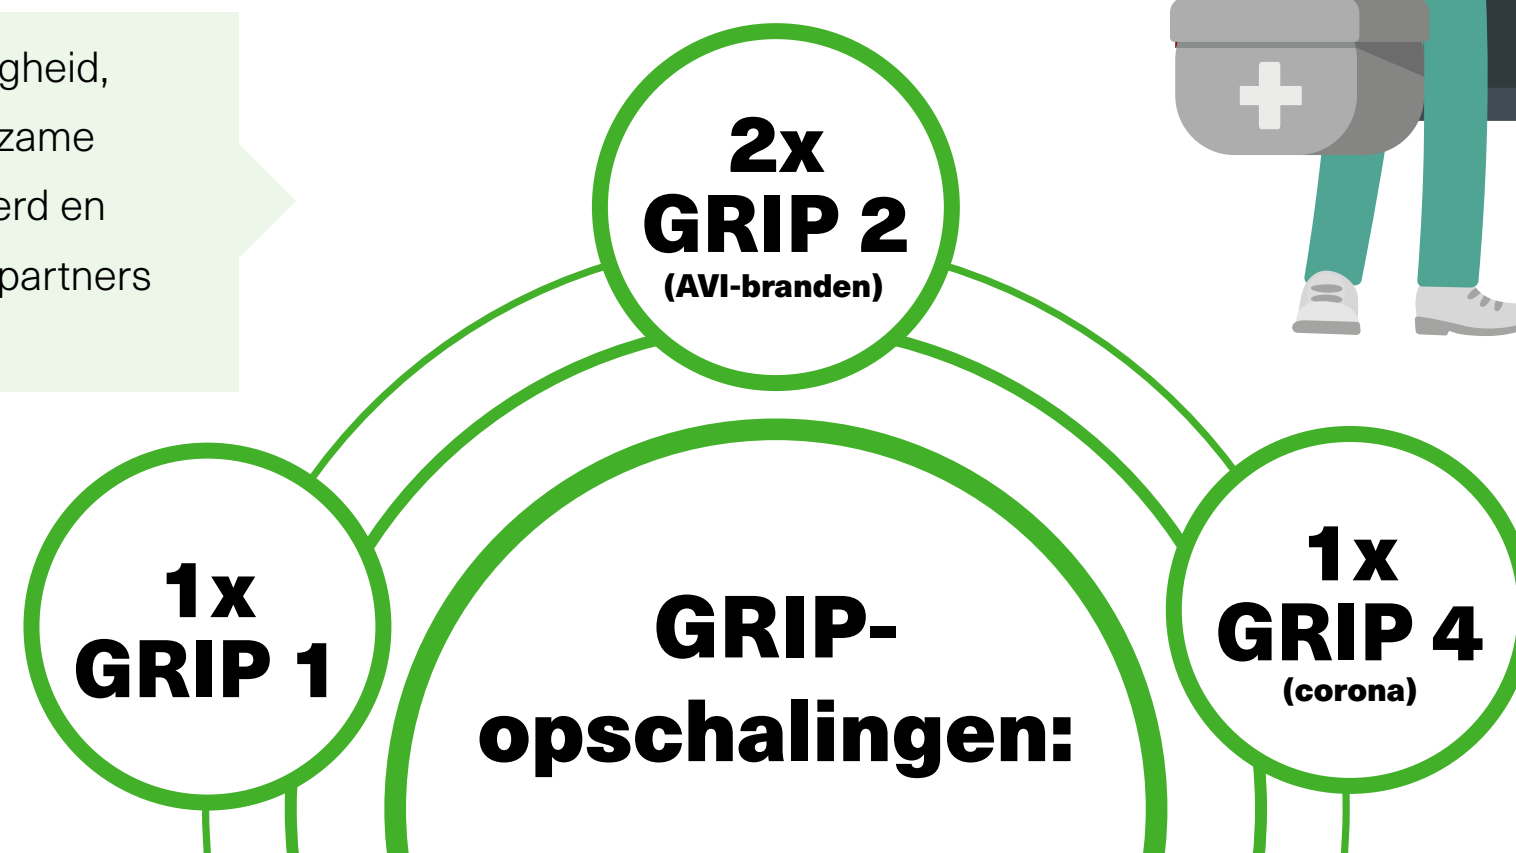 gheid,
zame
erd en
partners
2x
GRIP 2
(AVI-branden)
1x
GRIP 1
GRIP-
opschalingen:
1x
GRIP 4
(corona)